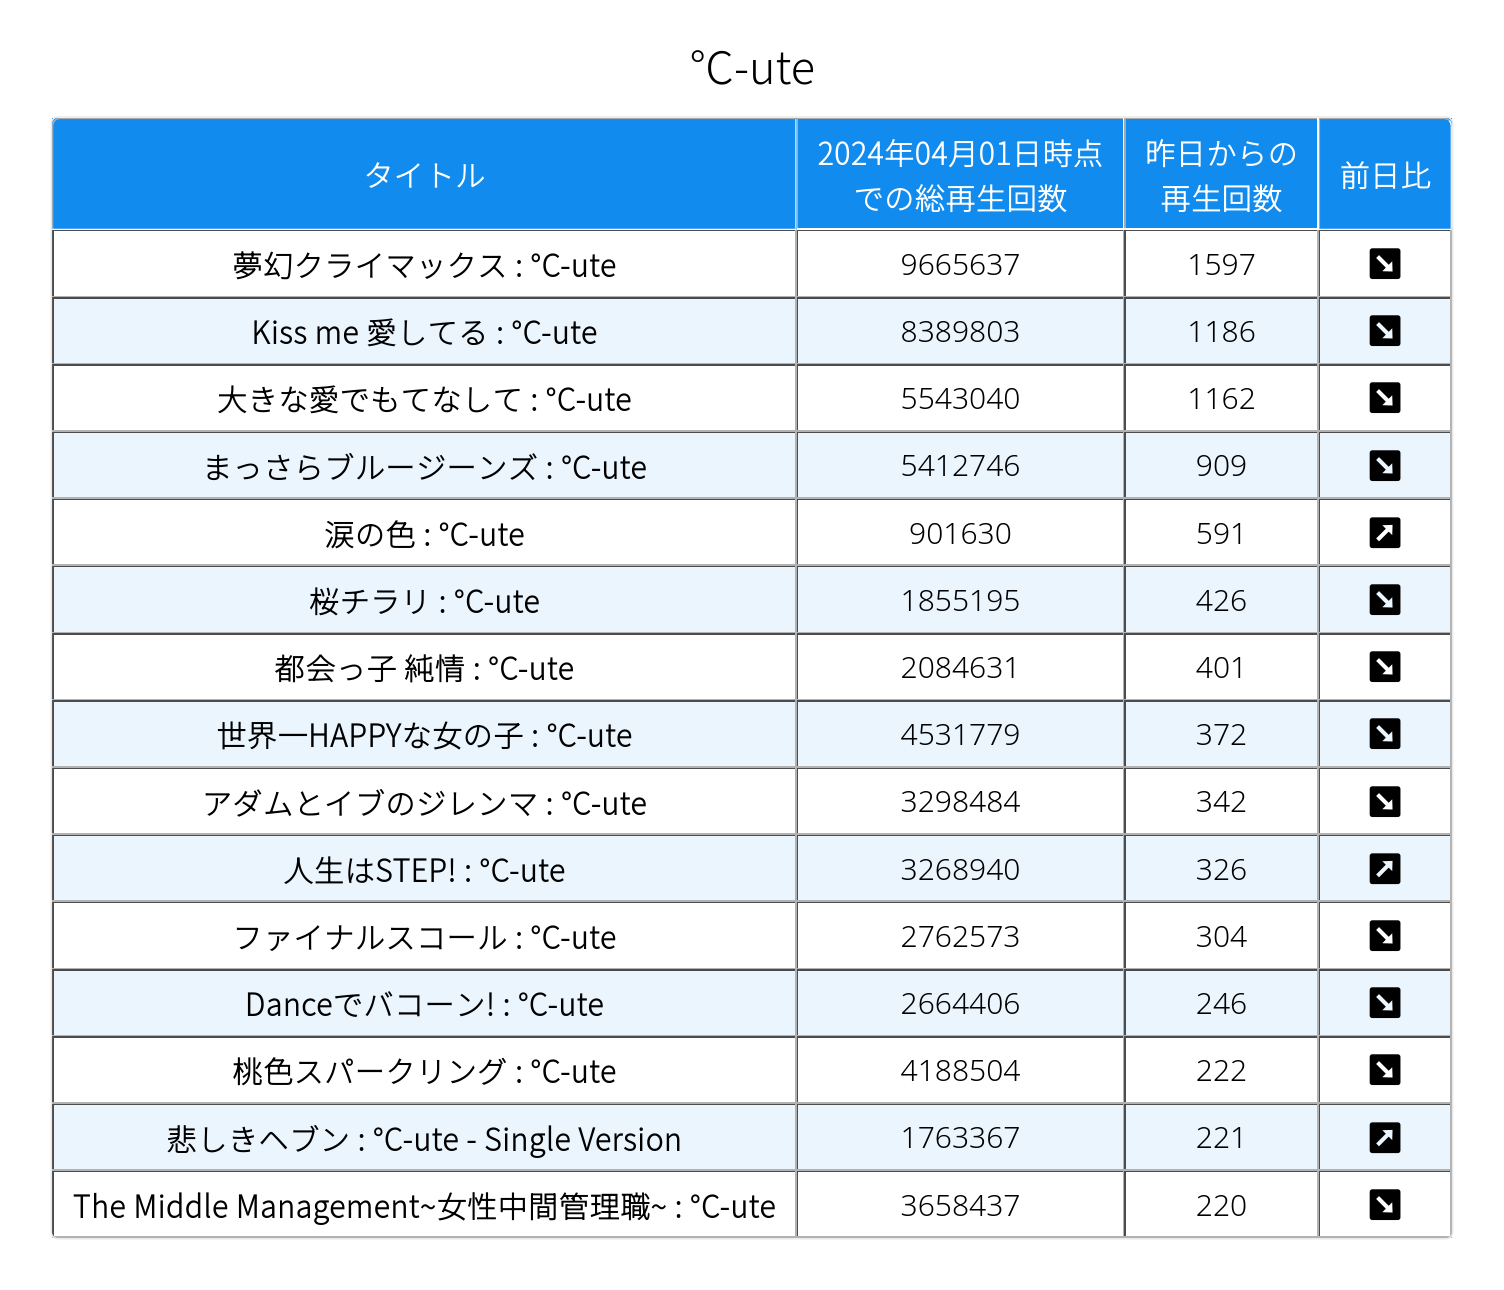 ℃-ute
タイトル 2024年04月01日時点での総再生回数 昨日からの再生回数 前日比
夢幻クライマックス : ℃-ute 9665637 1597 ↘
Kiss me 愛してる : ℃-ute 8389803 1186 ↘
大きな愛でもてなして : ℃-ute 5543040 1162 ↘
まっさらブルージーンズ : ℃-ute 5412746 909 ↘
涙の色 : ℃-ute 901630 591 ↗
桜チラリ : ℃-ute 1855195 426 ↘
都会っ子 純情 : ℃-ute 2084631 401 ↘
世界一HAPPYな女の子 : ℃-ute 4531779 372 ↘
アダムとイブのジレンマ : ℃-ute 3298484 342 ↘
人生はSTEP! : ℃-ute 3268940 326 ↗
ファイナルスコール : ℃-ute 2762573 304 ↘
Danceでバコーン! : ℃-ute 2664406 246 ↘
桃色スパークリング : ℃-ute 4188504 222 ↘
悲しきヘブン : ℃-ute - Single Version 1763367 221 ↗
The Middle Management~女性中間管理職~ : ℃-ute 3658437 220 ↘